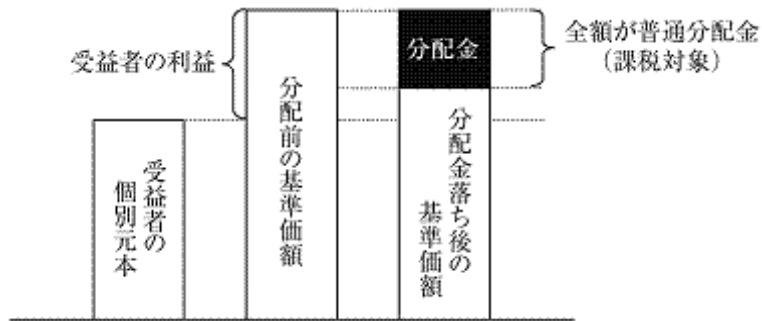 受益者の利益
分配金
全額が普通分配金
(課税対象)
受益者の
個別元本
分配前の基準価額
分配金落ち後の
基準価額